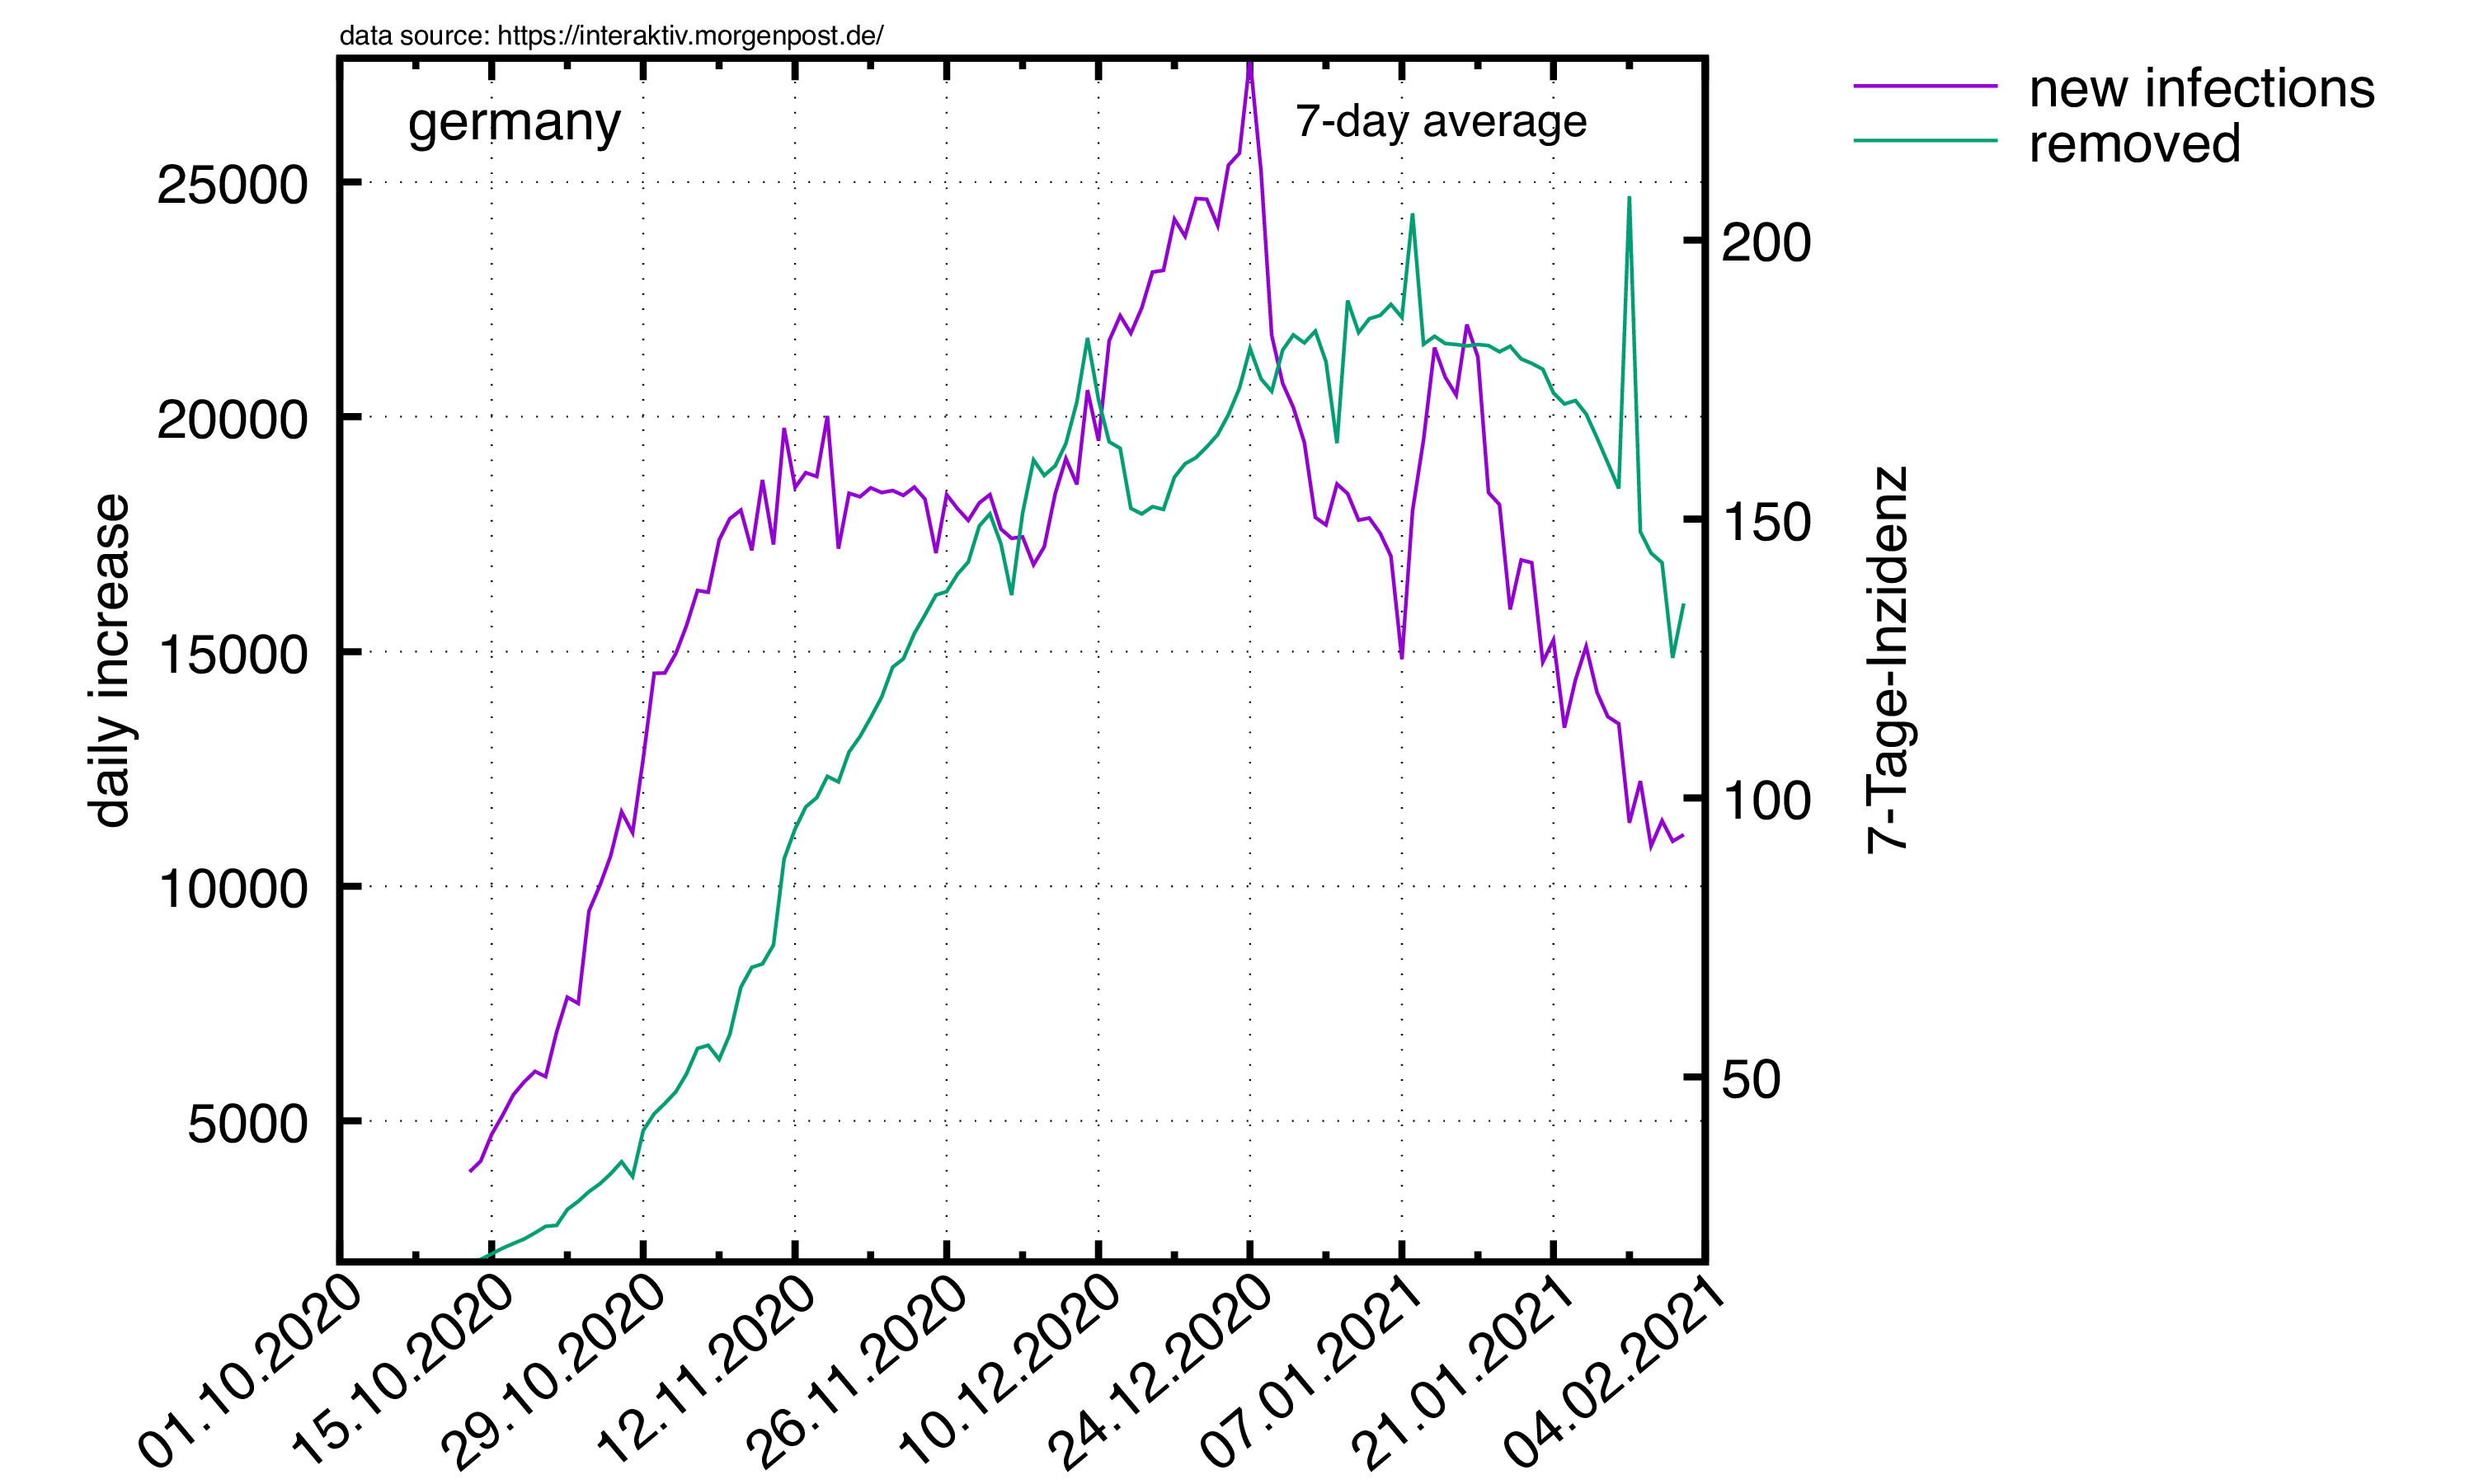 data source: https://interaktiv.morgenpost.de/
germany
7-day average
new infections
removed
25000
20000
15000
10000
5000
daily increase
200
150
100
50
7-Tage-Inzidenz
01.10.2020
15.10.2020
29.10.2020
12.11.2020
26.11.2020
10.12.2020
24.12.2020
07.01.2021
21.01.2021
04.02.2021